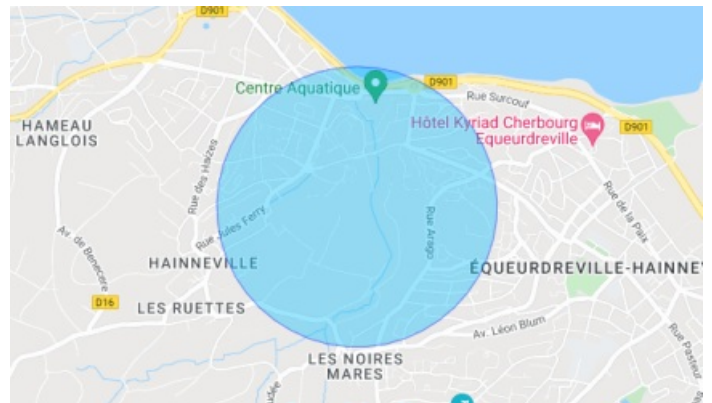 D901
Centre Aquatique
D901
Rue Surcouf
HAMEAU
LANGLOIS
Hôtel Kyriad Cherbourg
Equeurdreville
D901
Rue des Haizes
Rue de la Paix
Rue Jules Ferry
Rue Arago
Av. de Benecere
HAINNEVILLE
ÉQUEURDREVILLE-HAINNEV
D16
LES RUETTES
Av. Léon Blum
Rue Pasteur
LES NOIRES
MARES